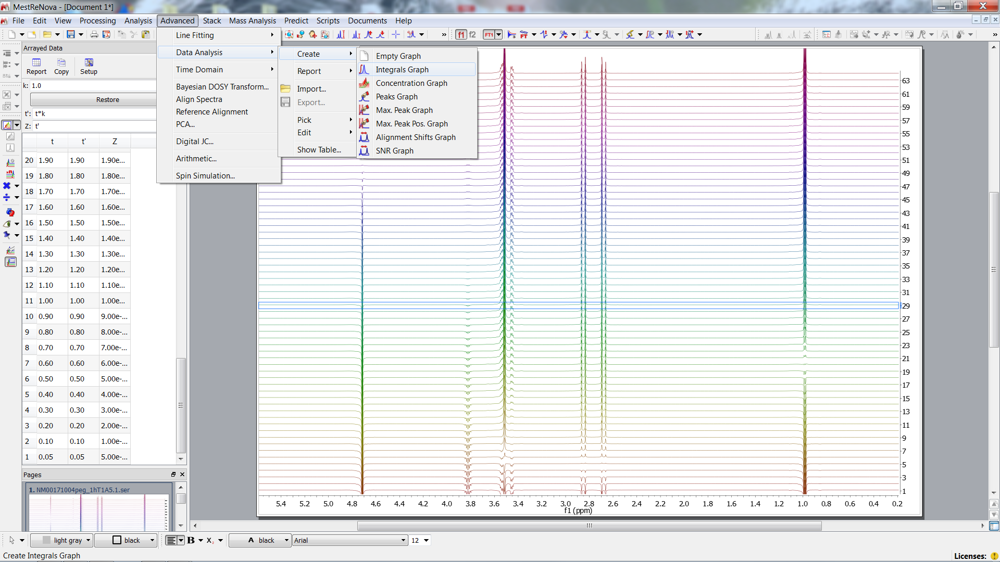 MestReNova - [Document 1*]
File Edit View Processing Analysis Advanced Stack Mass Analysis Predict Scripts Documents Help
f1 f2 FT1 »
Arrayed Data
Report Copy Setup
k: 1.0
Restore
t': t*k
Z: t'
t t' Z
20 1.90 1.90 1.90e...
19 1.80 1.80 1.80e...
18 1.70 1.70 1.70e...
17 1.60 1.60 1.60e...
16 1.50 1.50 1.50e...
15 1.40 1.40 1.40e...
14 1.30 1.30 1.30e...
13 1.20 1.20 1.20e...
12 1.10 1.10 1.10e...
11 1.00 1.00 1.00e...
10 0.90 0.90 9.00e-...
9 0.80 0.80 8.00e-...
8 0.70 0.70 7.00e-...
7 0.60 0.60 6.00e-...
6 0.50 0.50 5.00e-...
5 0.40 0.40 4.00e-...
4 0.30 0.30 3.00e-...
3 0.20 0.20 2.00e-...
2 0.10 0.10 1.00e-...
1 0.05 0.05 5.00e-...
Pages
1. NM00171004peg_1hT1A5.1.ser
Line Fitting
Data Analysis
Time Domain
Bayesian DOSY Transform...
Align Spectra
Reference Alignment
PCA...
Digital JC...
Arithmetic...
Spin Simulation...
Create
Report
Import...
Export...
Pick
Edit
Show Table...
Empty Graph
Integrals Graph
Concentration Graph
Peaks Graph
Max. Peak Graph
Max. Peak Pos. Graph
Alignment Shifts Graph
SNR Graph
63
61
59
57
55
53
51
49
47
45
43
41
39
37
35
33
31
29
27
25
23
21
19
17
15
13
11
9
7
5
3
1
5.4 5.2 5.0 4.8 4.6 4.4 4.2 4.0 3.8 3.6 3.4 3.2 3.0 2.8 2.6 2.4 2.2 2.0 1.8 1.6 1.4 1.2 1.0 0.8 0.6 0.4 0.2
f1 (ppm)
light gray black B X₂ A black Arial 12
Create Integrals Graph
Licenses: